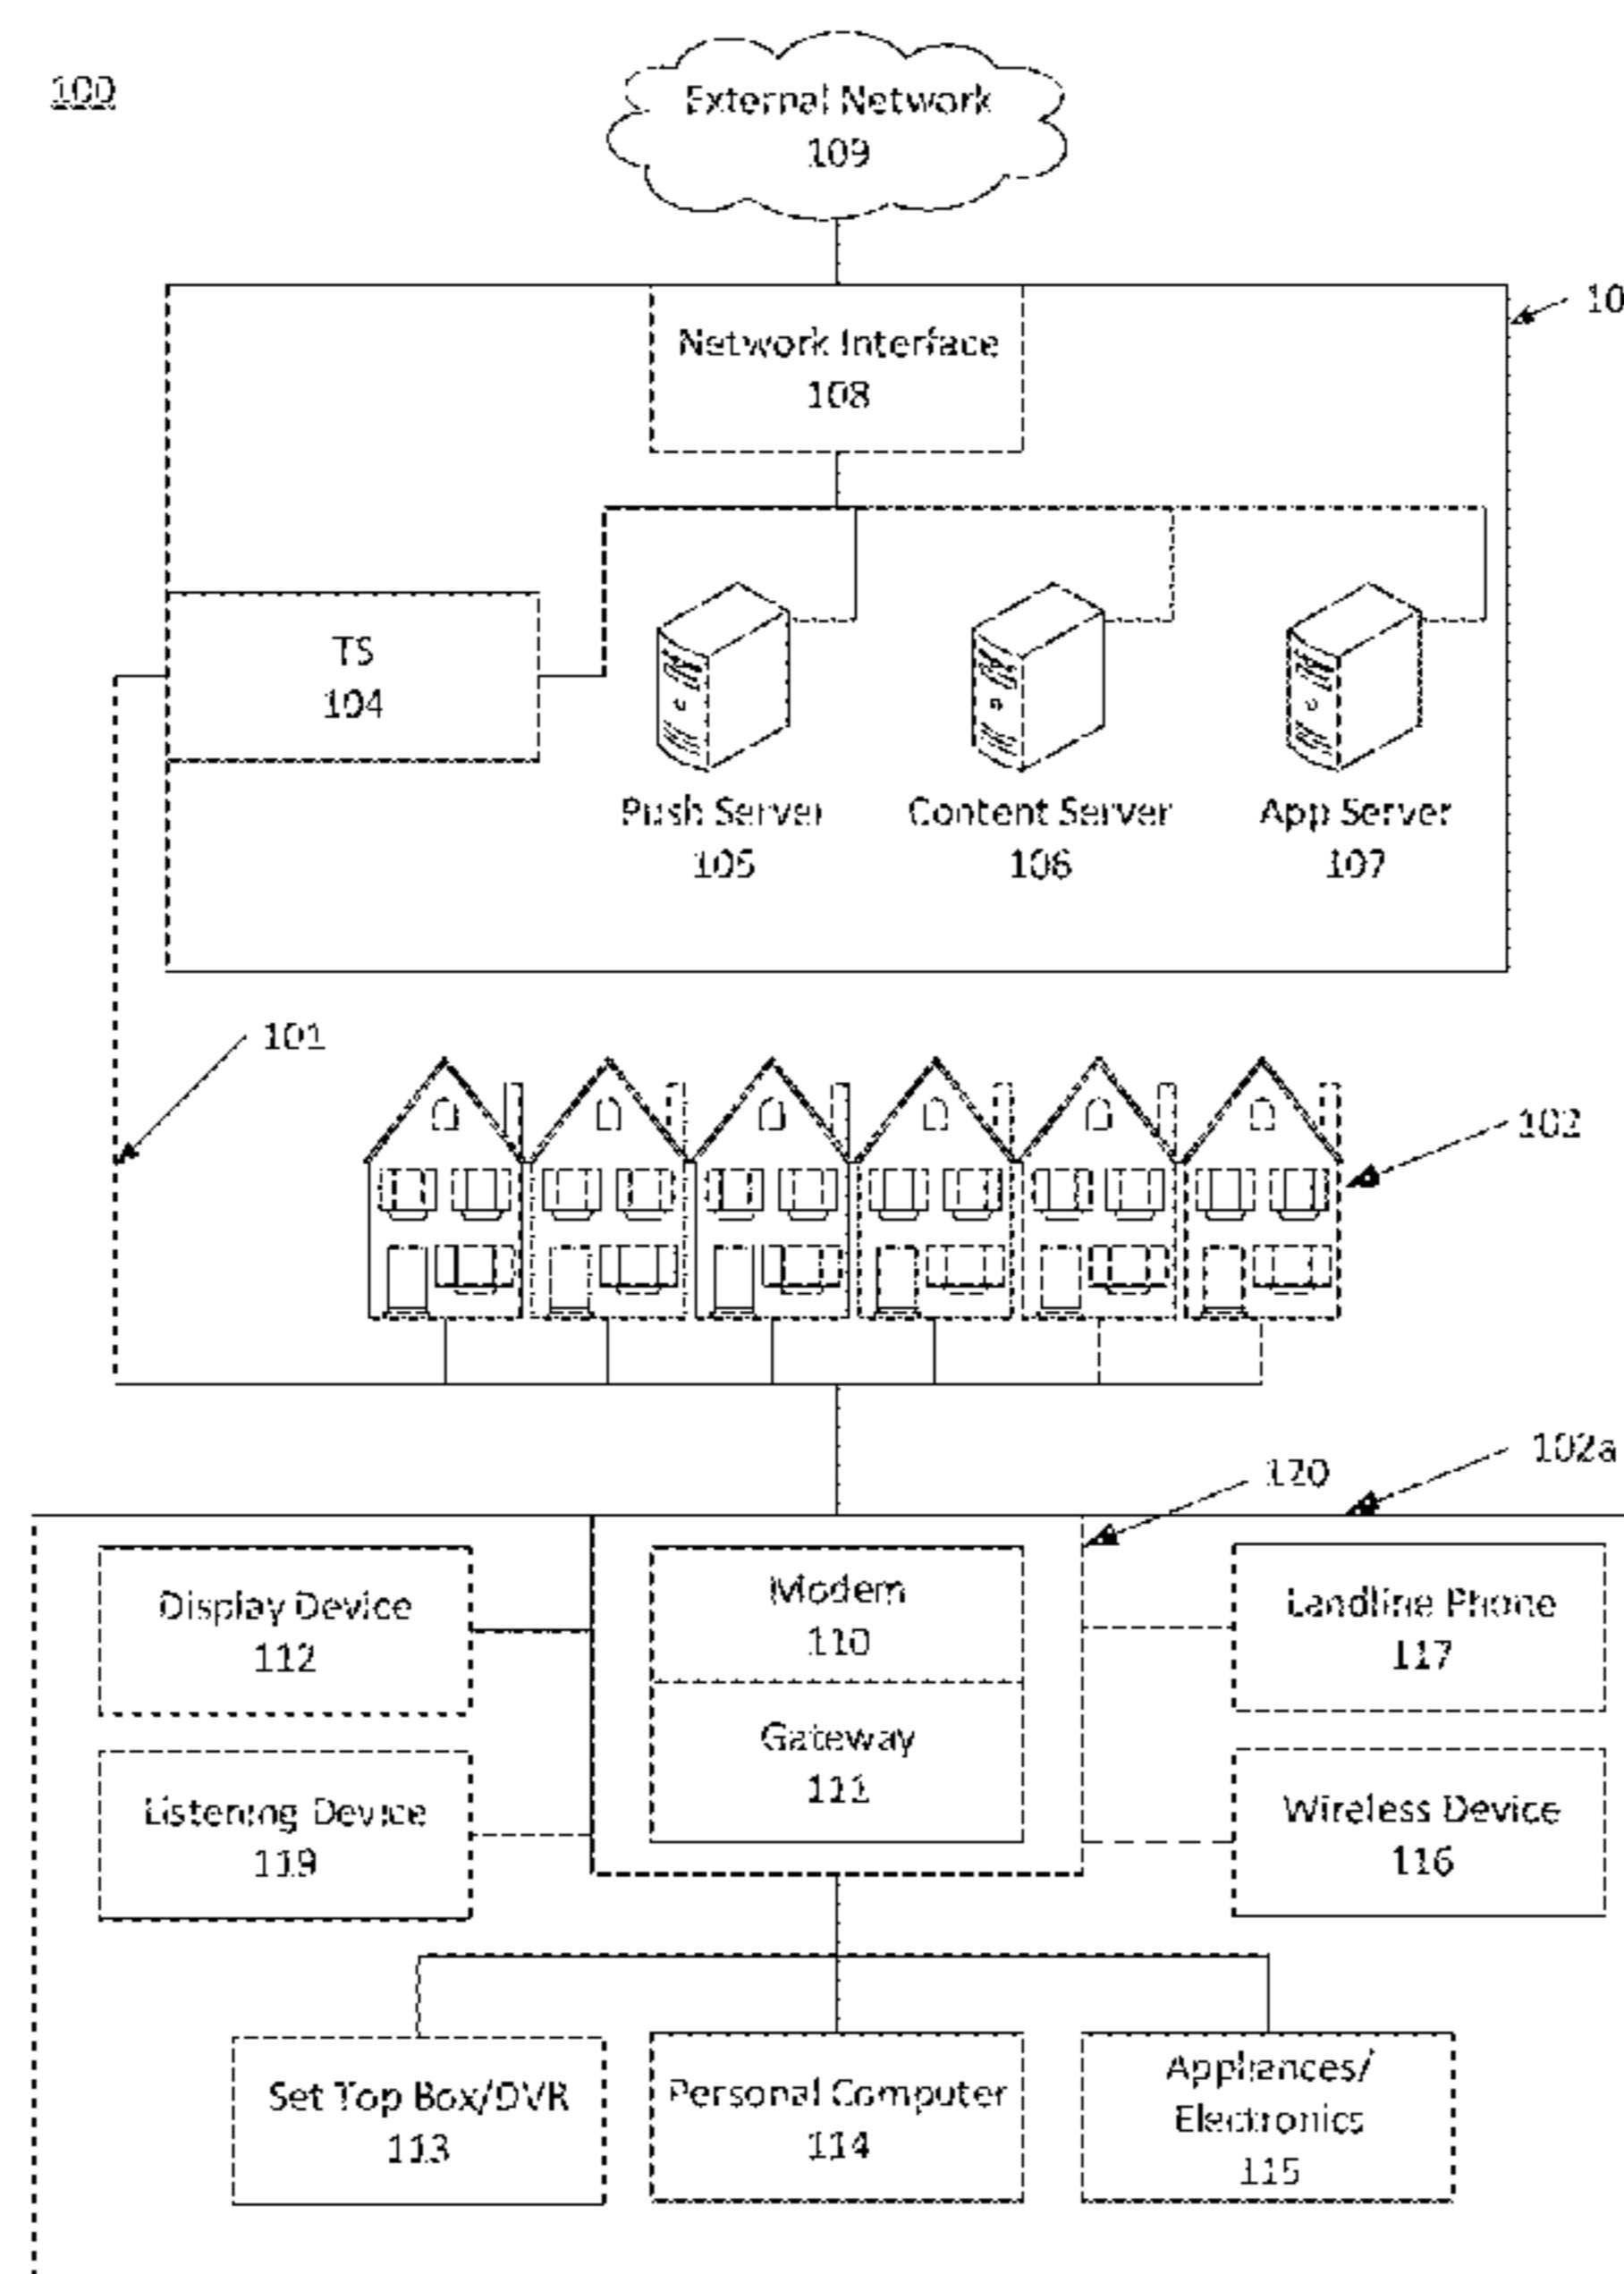 100
External Network
109
10
Network Interface
108
TS
104
Push Server
105
Content Server
106
App Server
107
101
102
102a
120
Display Device
112
Modem
110
Landline Phone
117
Gateway
111
Listening Device
119
Wireless Device
116
Set Top Box/DVR
113
Personal Computer
114
Appliances/
Electronics
115